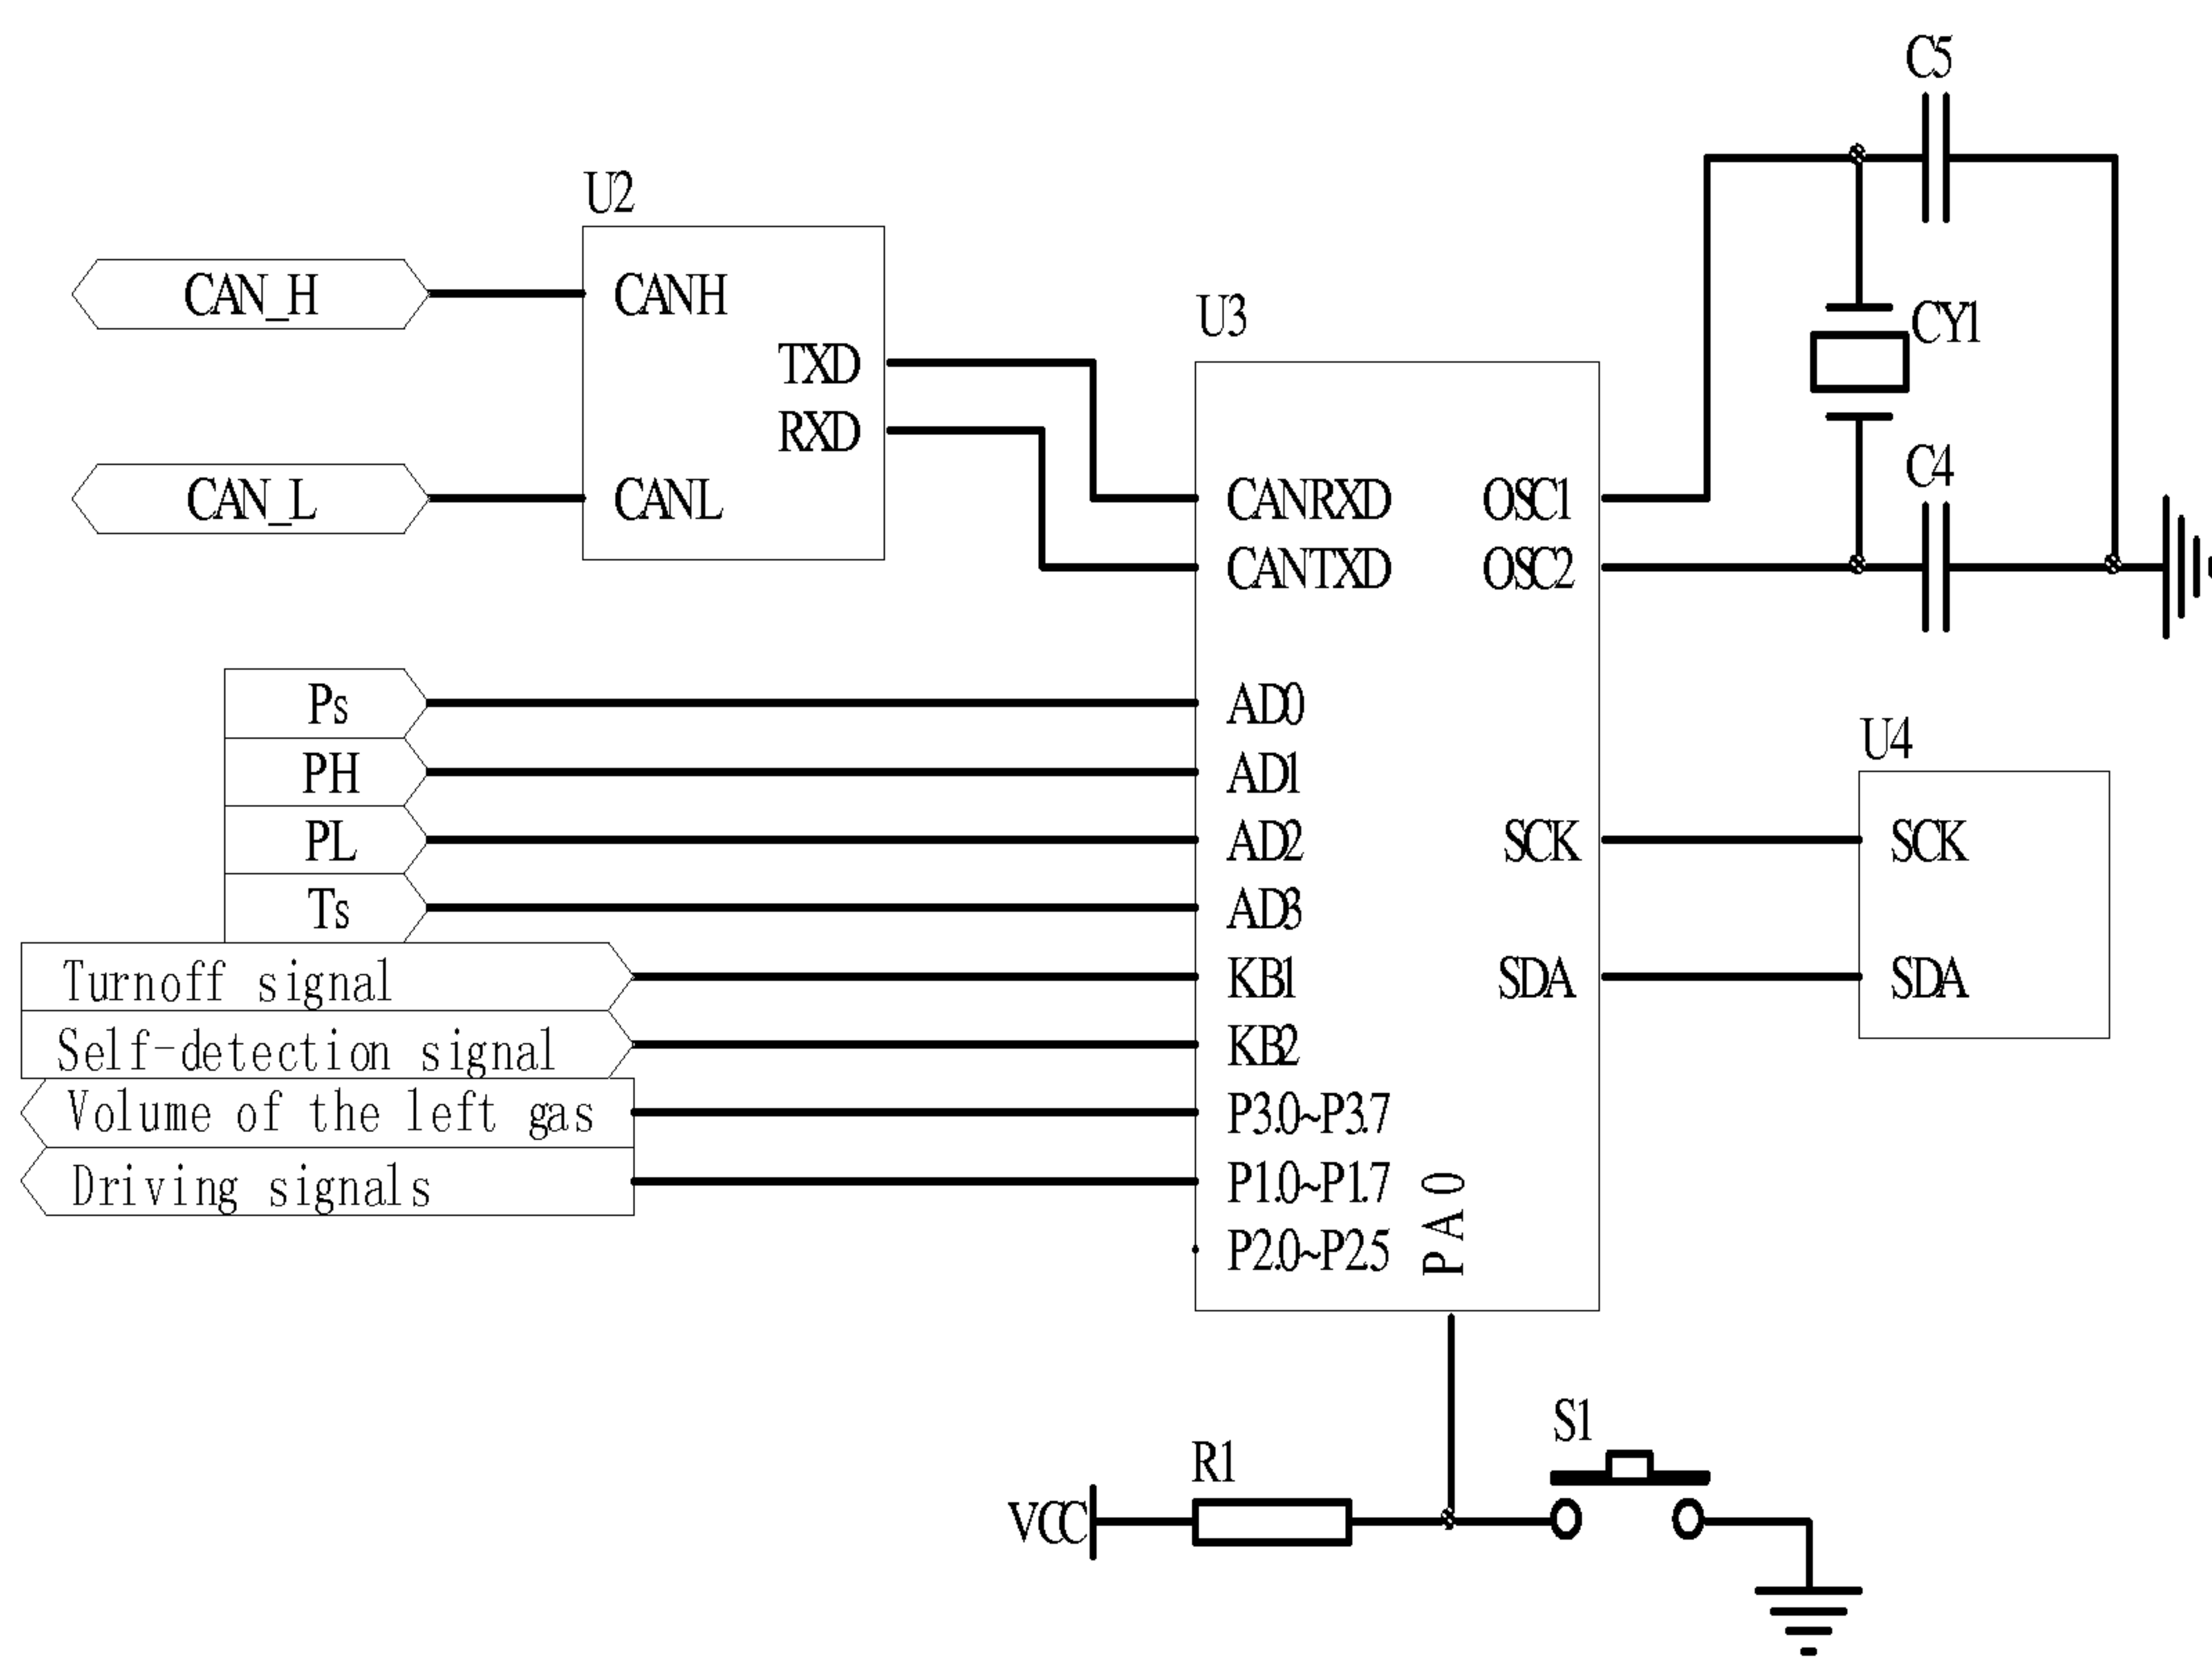 C5
U2
CAN_H
CANH
U3
CY1
TXD
RXD
C4
CAN_L
CANL
CANRXD
OSC1
CANTXD
OSC2
Ps
AD0
U4
PH
AD1
PL
AD2
SCK
SCK
Ts
AD3
Turnoff signal
KB1
SDA
SDA
Self-detection signal
KB2
Volume of the left gas
P3.0~P3.7
Driving signals
P1.0~P1.7
PA0
P2.0~P2.5
S1
R1
VCC